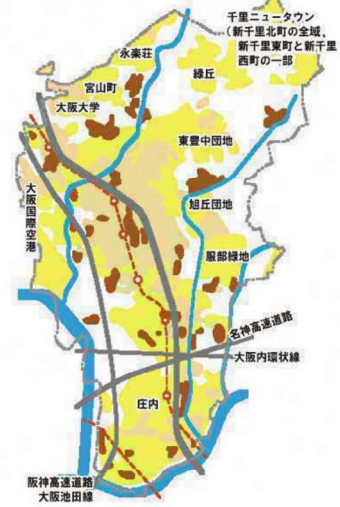 千里ニュータウン
(新千里北町の全域、
新千里東町と新千里
西町の一部
永楽荘
緑丘
宮山町
大阪大学
東豊中団地
旭丘団地
大阪国際空港
服部緑地
名神高速道路
大阪内環状線
庄内
阪神高速道路
大阪池田線